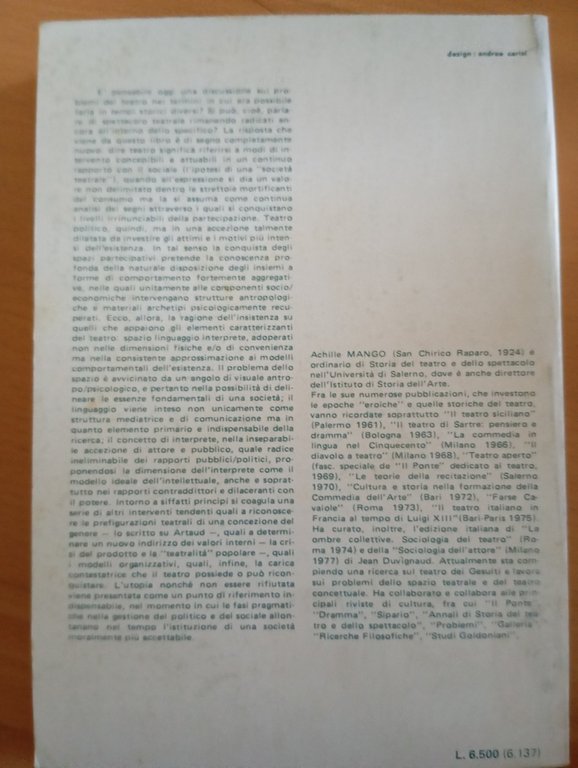 design: andrea carisi
E' pensabile oggi una discussione sui pro-
blemi del teatro nei termini in cui era possibile
farla in tempi storici diversi? Si può, cioè, parla-
re di spettacolo teatrale rimanendo radicati an-
cora all'interno dello specifico? La risposta che
viene da questo libro è di segno completamente
nuovo: dire teatro significa riferirsi a modi di in-
tervento concepibili e attuabili in un continuo
rapporto con il sociale (l'ipotesi di una "società
teatrale"), quando all'espressione si dia un valo-
re non delimitato dentro le strettoie mortificanti
del consumo ma la si assuma come continua
analisi dei segni attraverso i quali si conquistano
i livelli irrinunciabili della partecipazione. Teatro
politico, quindi, ma in una accezione talmente
dilatata da investire gli attimi e i motivi più inten-
si dell'esistenza. In tal senso la conquista degli
spazi partecipativi pretende la conoscenza pro-
fonda della naturale disposizione degli insiemi a
forme di comportamento fortemente aggregati-
ve, nelle quali unitamente alle componenti socio/
economiche intervengano strutture antropologi-
che e materiali archetipi psicologicamente recu-
perati. Ecco, allora, la ragione dell'insistenza su
quelli che appaiono gli elementi caratterizzanti
del teatro: spazio linguaggio interprete, adoperati
non nelle dimensioni fisiche e/o di convenienza
ma nella consistente approssimazione ai modelli
comportamentali dell'esistenza. Il problema dello
spazio è avvicinato da un angolo di visuale antro-
po/psicologico, e pertanto nella possibilità di deli-
neare le essenze fondamentali di una società; il
linguaggio viene inteso non unicamente come
struttura mediatrice e di comunicazione ma in
quanto elemento primario e indispensabile della
ricerca; il concetto di interprete, nella inseparabi-
le accezione di attore e pubblico, quale radice
ineliminabile dei rapporti pubblici/politici, pro-
ponendosi la dimensione dell'interprete come il
modello ideale dell'intellettuale, anche e soprat-
tutto nei rapporti contraddittori e dilaceranti con
il potere. Intorno a siffatti principi si coagula una
serie di altri interventi tendenti quali a riconosce-
re le prefigurazioni teatrali di una concezione del
genere — lo scritto su Artaud —, quali a determi-
nare un nuovo indirizzo dei valori interni — la cri-
si del prodotto e la "teatralità" popolare —, quali
i modelli organizzativi, quali, infine, la carica
contestatrice che il teatro possiede o può ricon-
quistare. L'utopia nonché non essere rifiutata
viene presentata come un punto di riferimento in-
dispensabile, nel momento in cui le fasi pragmati-
che nella gestione del politico e del sociale allon-
tanano nel tempo l'istituzione di una società
moralmente più accettabile.
Achille MANGO (San Chirico Raparo, 1924) è
ordinario di Storia del teatro e dello spettacolo
nell'Università di Salerno, dove è anche direttore
dell'Istituto di Storia dell'Arte.
Fra le sue numerose pubblicazioni, che investono
le epoche "eroiche" e quelle storiche del teatro,
vanno ricordate soprattutto "Il teatro siciliano"
(Palermo 1961), "Il teatro di Sartre: pensiero e
dramma" (Bologna 1963), "La commedia in
lingua nel Cinquecento" (Milano 1966), "Il
diavolo a teatro" (Milano 1968), "Teatro aperto"
(fasc. speciale de "Il Ponte" dedicato al teatro,
1969), "Le teorie della recitazione" (Salerno
1970), "Cultura e storia nella formazione della
Commedia dell'Arte" (Bari 1972), "Farse Ca-
vaiole" (Roma 1973), "Il teatro italiano in
Francia al tempo di Luigi XIII" (Bari-Paris 1975).
Ha curato, inoltre, l'edizione italiana di "La
ombre collettive. Sociologia del teatro" (Ro-
ma 1974) e della "Sociologia dell'attore" (Milano
1977) di Jean Duvignaud. Attualmente sta com-
piendo una ricerca sul teatro dei Gesuiti e lavora
sui problemi dello spazio teatrale e del teatro
concettuale. Ha collaborato e collabora alle prin-
cipali riviste di cultura, fra cui "Il Ponte",
"Dramma", "Sipario", "Annali di Storia del tea-
tro e dello spettacolo", "Problemi", "Galleria",
"Ricerche Filosofiche", "Studi Goldoniani".
L. 6.500 (6.137)